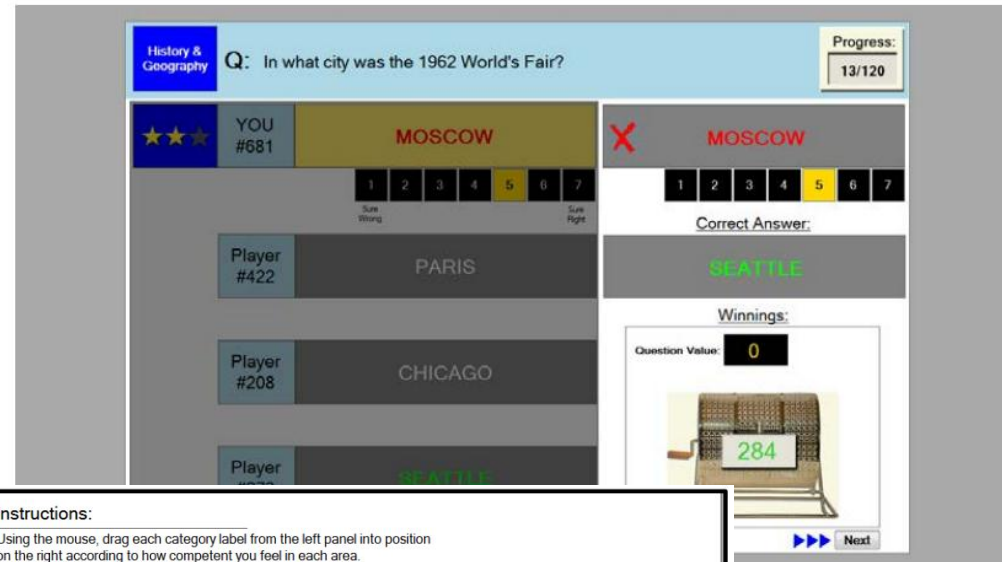 History &
Geography
Q: In what city was the 1962 World's Fair?
Progress:
13/120
YOU
#681
MOSCOW
1 2 3 4 5 6 7
Sure
Wrong
Sure
Right
MOSCOW
1 2 3 4 5 6 7
Correct Answer:
SEATTLE
Player
#422
PARIS
Winnings:
Question Value: 0
Player
#208
CHICAGO
284
Player
SEATTLE
Next
nstructions:
Using the mouse, drag each category label from the left panel into position
on the right according to how competent you feel in each area.